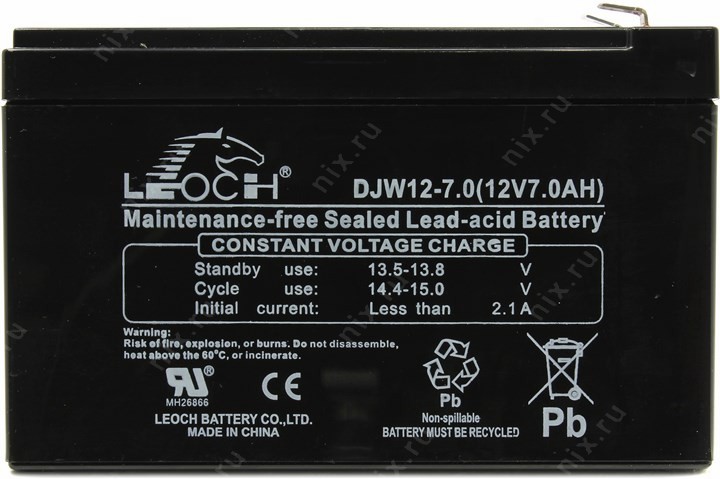 LEOCH®
DJW12-7.0(12V7.0AH)
Maintenance-free Sealed Lead-acid Battery
CONSTANT VOLTAGE CHARGE
Standby use: 13.5-13.8 V
Cycle use: 14.4-15.0 V
Initial current: Less than 2.1A
Warning:
Risk of fire, explosion, or burns. Do not disassemble,
heat above the 60°C, or incinerate.
RU® CE
MH26866
LEOCH BATTERY CO.,LTD.
MADE IN CHINA
Pb
Non-spillable
BATTERY MUST BE RECYCLED
Pb
nix.ru